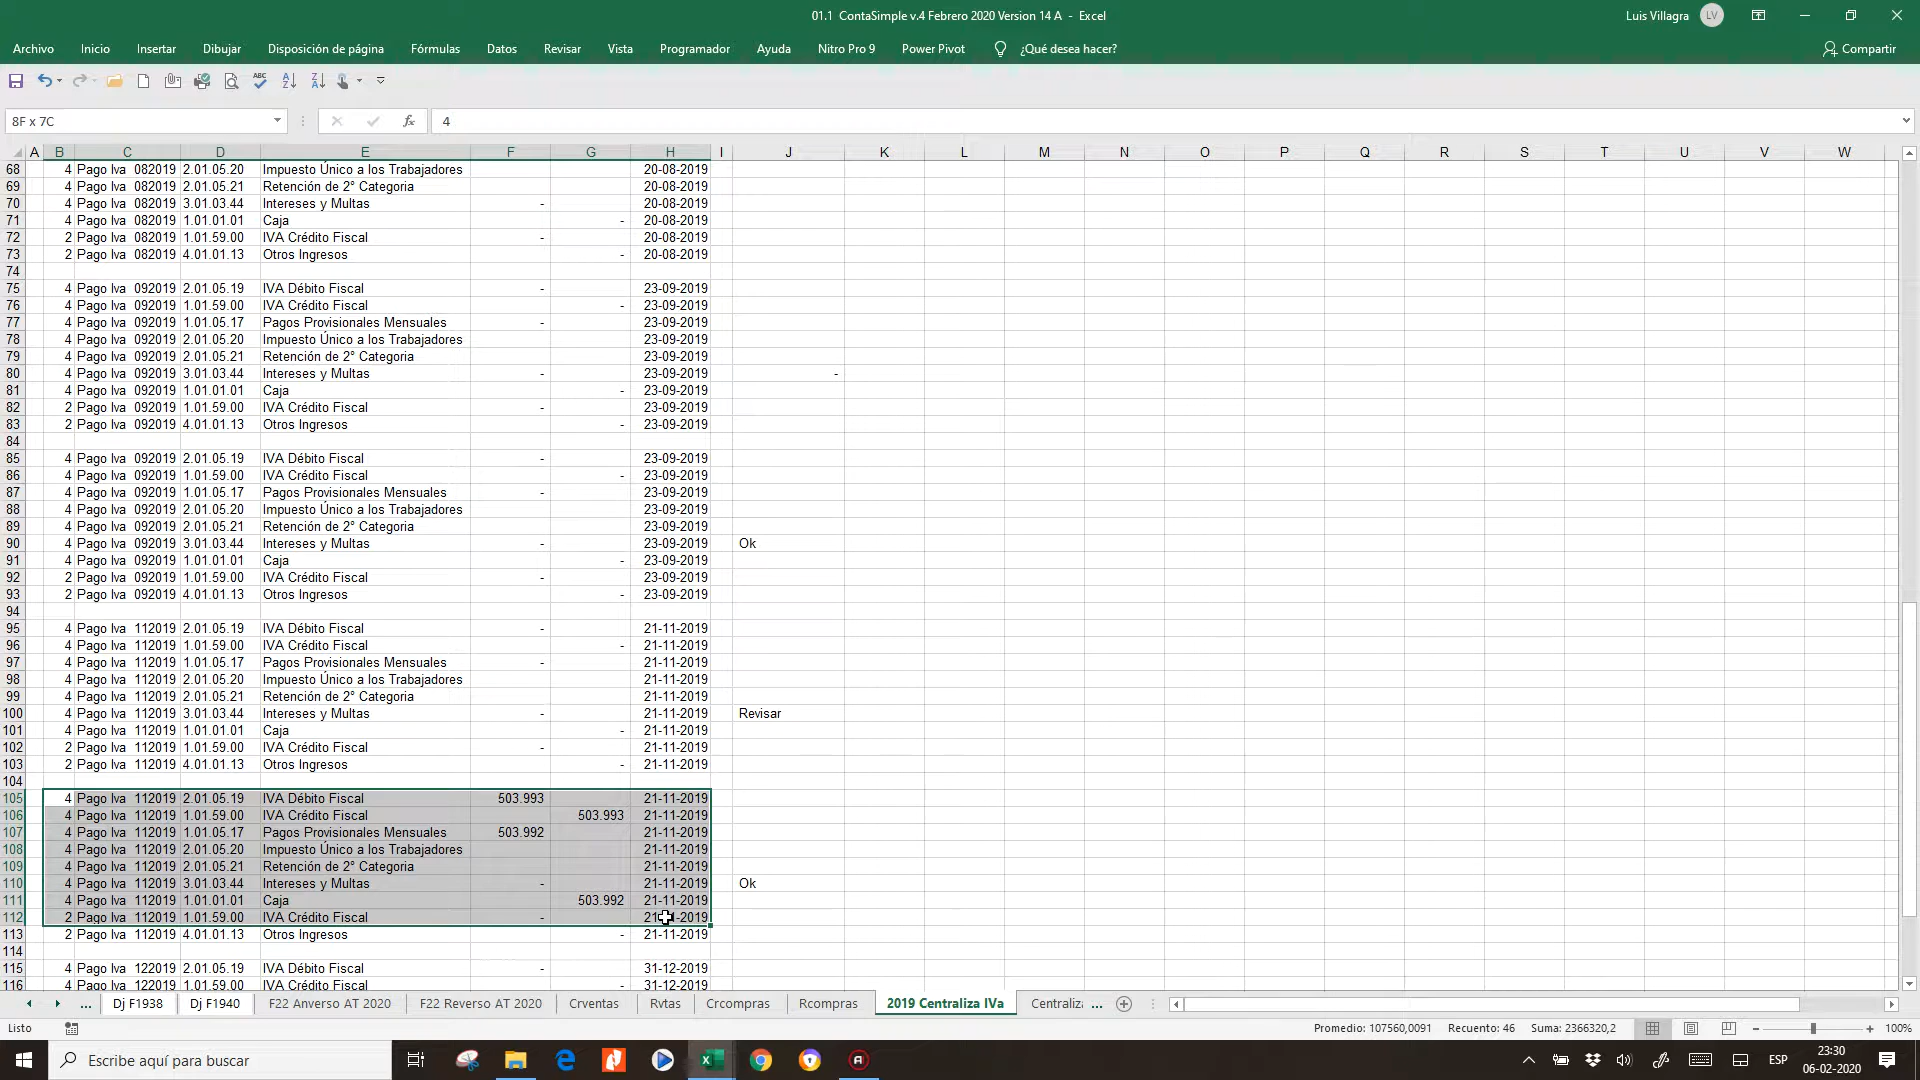 01.1 ContaSimple v.4 Febrero 2020 Version 14 A - Excel
Luis Villagra LV
Archivo Inicio Insertar Dibujar Disposición de página Fórmulas Datos Revisar Vista Programador Ayuda Nitro Pro 9 Power Pivot ¿Qué desea hacer? Compartir
8F x 7C fx 4
A B C D E F G H I J K L M N O P Q R S T U V W
68 4 Pago Iva 082019 2.01.05.20 Impuesto Único a los Trabajadores 20-08-2019
69 4 Pago Iva 082019 2.01.05.21 Retención de 2° Categoria 20-08-2019
70 4 Pago Iva 082019 3.01.03.44 Intereses y Multas - 20-08-2019
71 4 Pago Iva 082019 1.01.01.01 Caja - 20-08-2019
72 2 Pago Iva 082019 1.01.59.00 IVA Crédito Fiscal - 20-08-2019
73 2 Pago Iva 082019 4.01.01.13 Otros Ingresos - 20-08-2019
74
75 4 Pago Iva 092019 2.01.05.19 IVA Débito Fiscal - 23-09-2019
76 4 Pago Iva 092019 1.01.59.00 IVA Crédito Fiscal - 23-09-2019
77 4 Pago Iva 092019 1.01.05.17 Pagos Provisionales Mensuales - 23-09-2019
78 4 Pago Iva 092019 2.01.05.20 Impuesto Único a los Trabajadores 23-09-2019
79 4 Pago Iva 092019 2.01.05.21 Retención de 2° Categoria 23-09-2019
80 4 Pago Iva 092019 3.01.03.44 Intereses y Multas - 23-09-2019 -
81 4 Pago Iva 092019 1.01.01.01 Caja - 23-09-2019
82 2 Pago Iva 092019 1.01.59.00 IVA Crédito Fiscal - 23-09-2019
83 2 Pago Iva 092019 4.01.01.13 Otros Ingresos - 23-09-2019
84
85 4 Pago Iva 092019 2.01.05.19 IVA Débito Fiscal - 23-09-2019
86 4 Pago Iva 092019 1.01.59.00 IVA Crédito Fiscal - 23-09-2019
87 4 Pago Iva 092019 1.01.05.17 Pagos Provisionales Mensuales - 23-09-2019
88 4 Pago Iva 092019 2.01.05.20 Impuesto Único a los Trabajadores 23-09-2019
89 4 Pago Iva 092019 2.01.05.21 Retención de 2° Categoria 23-09-2019
90 4 Pago Iva 092019 3.01.03.44 Intereses y Multas - 23-09-2019 Ok
91 4 Pago Iva 092019 1.01.01.01 Caja - 23-09-2019
92 2 Pago Iva 092019 1.01.59.00 IVA Crédito Fiscal - 23-09-2019
93 2 Pago Iva 092019 4.01.01.13 Otros Ingresos - 23-09-2019
94
95 4 Pago Iva 112019 2.01.05.19 IVA Débito Fiscal - 21-11-2019
96 4 Pago Iva 112019 1.01.59.00 IVA Crédito Fiscal - 21-11-2019
97 4 Pago Iva 112019 1.01.05.17 Pagos Provisionales Mensuales - 21-11-2019
98 4 Pago Iva 112019 2.01.05.20 Impuesto Único a los Trabajadores 21-11-2019
99 4 Pago Iva 112019 2.01.05.21 Retención de 2° Categoria 21-11-2019
100 4 Pago Iva 112019 3.01.03.44 Intereses y Multas - 21-11-2019 Revisar
101 4 Pago Iva 112019 1.01.01.01 Caja - 21-11-2019
102 2 Pago Iva 112019 1.01.59.00 IVA Crédito Fiscal - 21-11-2019
103 2 Pago Iva 112019 4.01.01.13 Otros Ingresos - 21-11-2019
104
105 4 Pago Iva 112019 2.01.05.19 IVA Débito Fiscal 503.993 21-11-2019
106 4 Pago Iva 112019 1.01.59.00 IVA Crédito Fiscal 503.993 21-11-2019
107 4 Pago Iva 112019 1.01.05.17 Pagos Provisionales Mensuales 503.992 21-11-2019
108 4 Pago Iva 112019 2.01.05.20 Impuesto Único a los Trabajadores 21-11-2019
109 4 Pago Iva 112019 2.01.05.21 Retención de 2° Categoria 21-11-2019
110 4 Pago Iva 112019 3.01.03.44 Intereses y Multas - 21-11-2019 Ok
111 4 Pago Iva 112019 1.01.01.01 Caja 503.992 21-11-2019
112 2 Pago Iva 112019 1.01.59.00 IVA Crédito Fiscal - 21-11-2019
113 2 Pago Iva 112019 4.01.01.13 Otros Ingresos - 21-11-2019
114
115 4 Pago Iva 122019 2.01.05.19 IVA Débito Fiscal - 31-12-2019
116 4 Pago Iva 122019 1.01.59.00 IVA Crédito Fiscal - 31-12-2019
... Dj F1938 Dj F1940 F22 Anverso AT 2020 F22 Reverso AT 2020 Crventas Rvtas Crcompras Rcompras 2019 Centraliza IVa Centraliz ...
Listo Promedio: 107560,0091 Recuento: 46 Suma: 2366320,2 100%
Escribe aquí para buscar ESP 23:30
06-02-2020